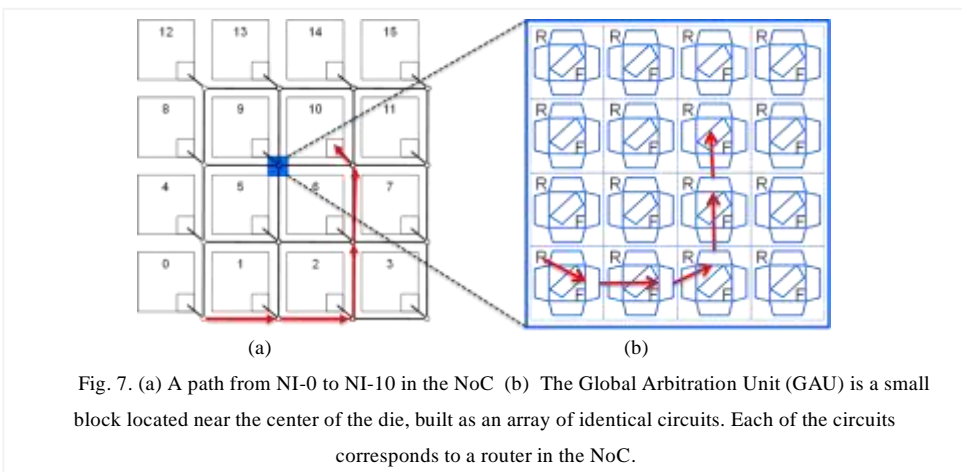 12 13 14 15
8 9 10 11
4 5 6 7
0 1 2 3
R R R R
F F F F
R R R R
F F F F
R R R R
F F F F
R R R R
F F F F
(a) (b)
Fig. 7. (a) A path from NI-0 to NI-10 in the NoC (b) The Global Arbitration Unit (GAU) is a small
block located near the center of the die, built as an array of identical circuits. Each of the circuits
corresponds to a router in the NoC.